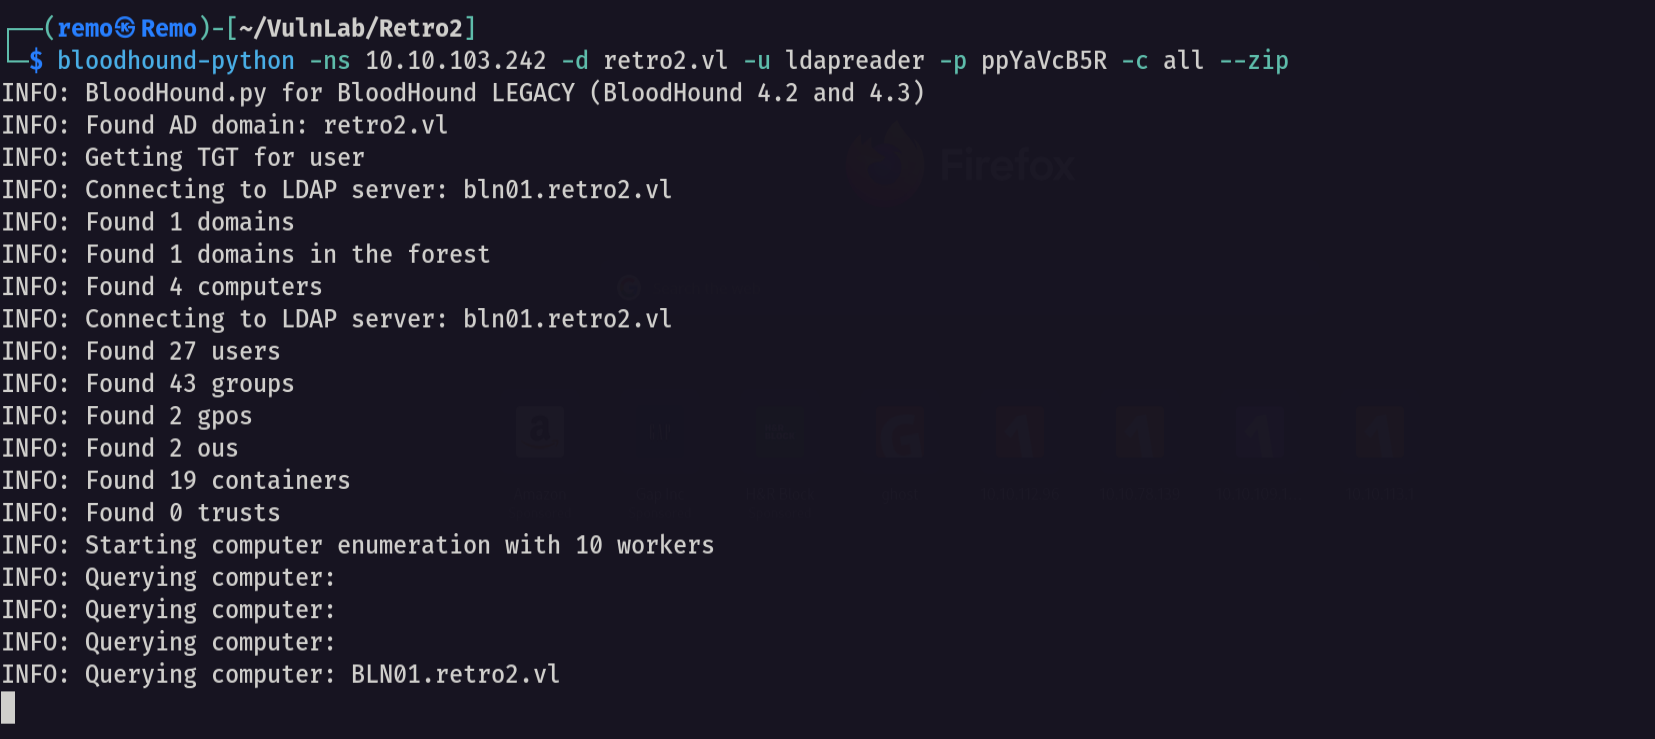 ┌──(remo㉿Remo)-[~/VulnLab/Retro2]
└─$ bloodhound-python -ns 10.10.103.242 -d retro2.vl -u ldapreader -p ppYaVcB5R -c all --zip
INFO: BloodHound.py for BloodHound LEGACY (BloodHound 4.2 and 4.3)
INFO: Found AD domain: retro2.vl
INFO: Getting TGT for user
INFO: Connecting to LDAP server: bln01.retro2.vl
INFO: Found 1 domains
INFO: Found 1 domains in the forest
INFO: Found 4 computers
INFO: Connecting to LDAP server: bln01.retro2.vl
INFO: Found 27 users
INFO: Found 43 groups
INFO: Found 2 gpos
INFO: Found 2 ous
INFO: Found 19 containers
INFO: Found 0 trusts
INFO: Starting computer enumeration with 10 workers
INFO: Querying computer:
INFO: Querying computer:
INFO: Querying computer:
INFO: Querying computer: BLN01.retro2.vl
Firefox